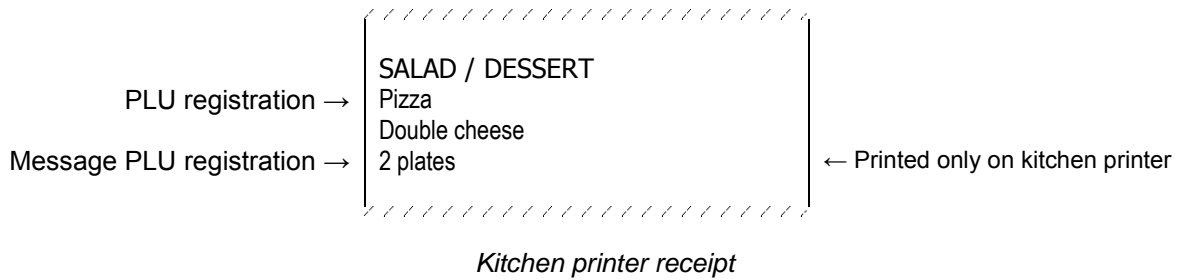 SALAD / DESSERT
PLU registration → Pizza
Double cheese
Message PLU registration → 2 plates ← Printed only on kitchen printer
Kitchen printer receipt